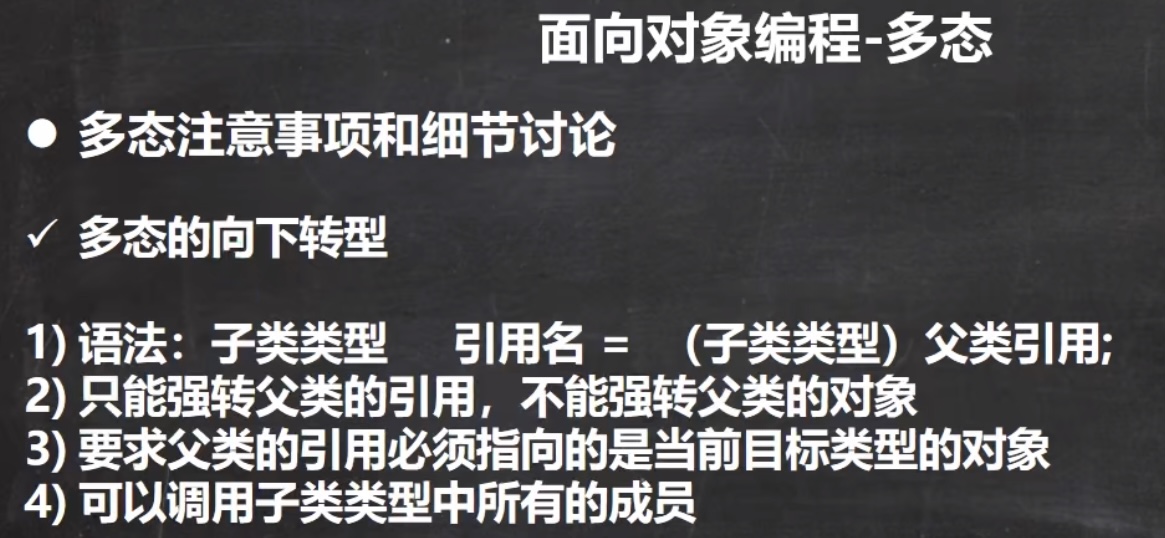 面向对象编程-多态
● 多态注意事项和细节讨论
✓ 多态的向下转型
1) 语法：子类类型 引用名 = （子类类型）父类引用;
2) 只能强转父类的引用，不能强转父类的对象
3) 要求父类的引用必须指向的是当前目标类型的对象
4) 可以调用子类类型中所有的成员